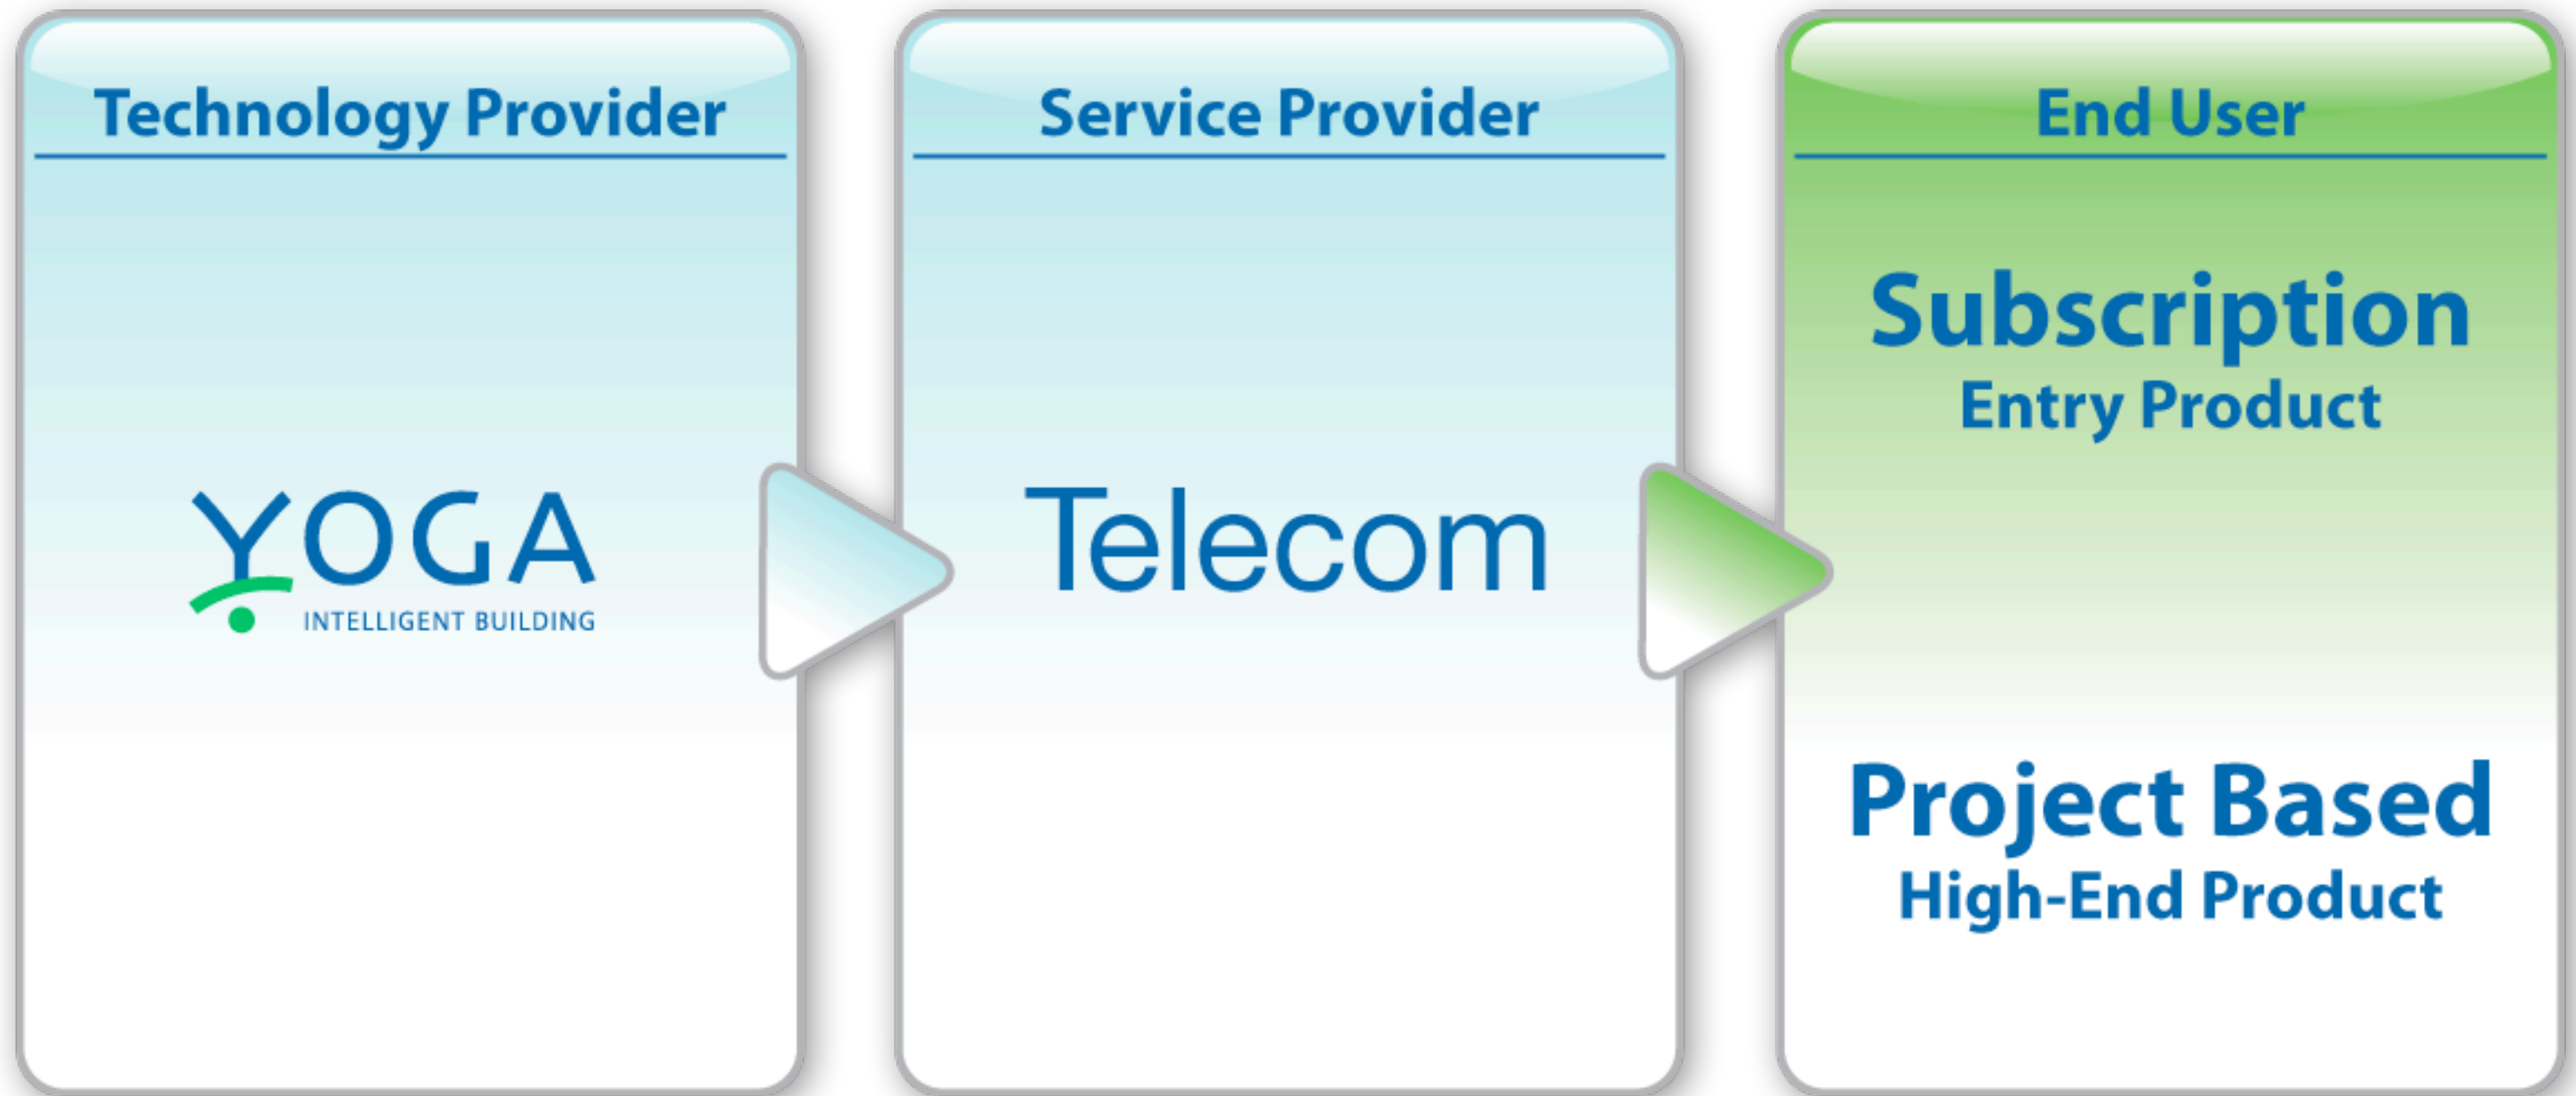 Technology Provider
YOGA
INTELLIGENT BUILDING
Service Provider
Telecom
End User
Subscription
Entry Product
Project Based
High-End Product